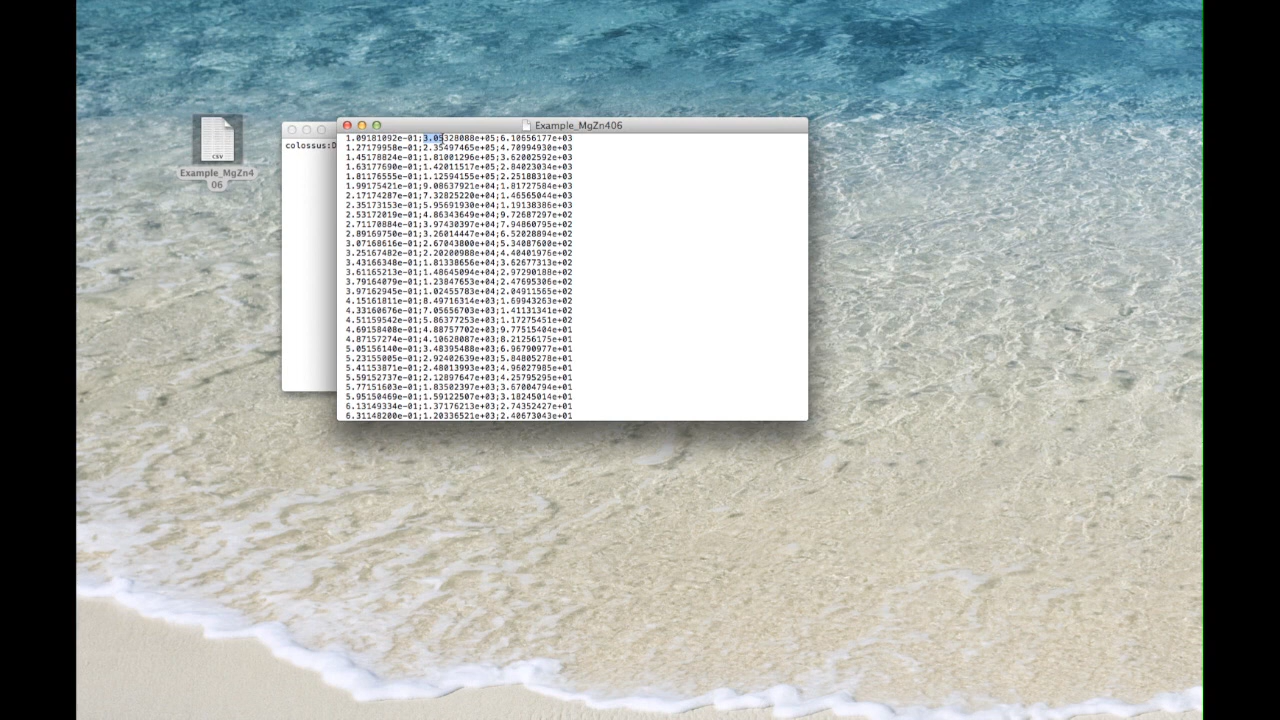 Example_MgZn406
colossus:D
CSV
Example_MgZn4
06
1.09181092e-01;3.05328088e+05;6.10656177e+03
1.27179958e-01;2.35497465e+05;4.70994930e+03
1.45178824e-01;1.81001296e+05;3.62002592e+03
1.63177690e-01;1.42011517e+05;2.84023034e+03
1.81176555e-01;1.12594155e+05;2.25188310e+03
1.99175421e-01;9.08637921e+04;1.81727584e+03
2.17174287e-01;7.32825220e+04;1.46565044e+03
2.35173153e-01;5.95691930e+04;1.19138386e+03
2.53172019e-01;4.86343649e+04;9.72687297e+02
2.71170884e-01;3.97430397e+04;7.94860795e+02
2.89169750e-01;3.26014447e+04;6.52028894e+02
3.07168616e-01;2.67043800e+04;5.34087600e+02
3.25167482e-01;2.20200988e+04;4.40401976e+02
3.43166348e-01;1.81338656e+04;3.62677313e+02
3.61165213e-01;1.48645094e+04;2.97290188e+02
3.79164079e-01;1.23847653e+04;2.47695306e+02
3.97162945e-01;1.02455783e+04;2.04911565e+02
4.15161811e-01;8.49716314e+03;1.69943263e+02
4.33160676e-01;7.05656703e+03;1.41131341e+02
4.51159542e-01;5.86377253e+03;1.17275451e+02
4.69158408e-01;4.88757702e+03;9.77515404e+01
4.87157274e-01;4.10628087e+03;8.21256175e+01
5.05156140e-01;3.48395488e+03;6.96790977e+01
5.23155005e-01;2.92402639e+03;5.84805278e+01
5.41153871e-01;2.48013993e+03;4.96027985e+01
5.59152737e-01;2.12897647e+03;4.25795295e+01
5.77151603e-01;1.83502397e+03;3.67004794e+01
5.95150469e-01;1.59122507e+03;3.18245014e+01
6.13149334e-01;1.37176213e+03;2.74352427e+01
6.31148200e-01;1.20336521e+03;2.40673043e+01